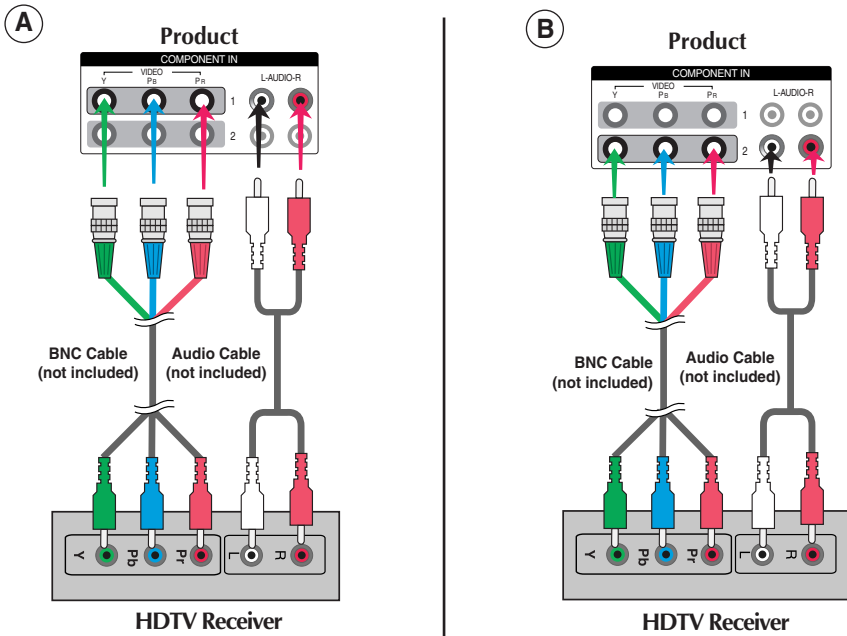 A
Product
COMPONENT IN
VIDEO
Y PB PR
L-AUDIO-R
1
2
BNC Cable
(not included)
Audio Cable
(not included)
Y Pb Pr L R
HDTV Receiver
B
Product
COMPONENT IN
VIDEO
Y PB PR
L-AUDIO-R
1
2
BNC Cable
(not included)
Audio Cable
(not included)
Y Pb Pr L R
HDTV Receiver